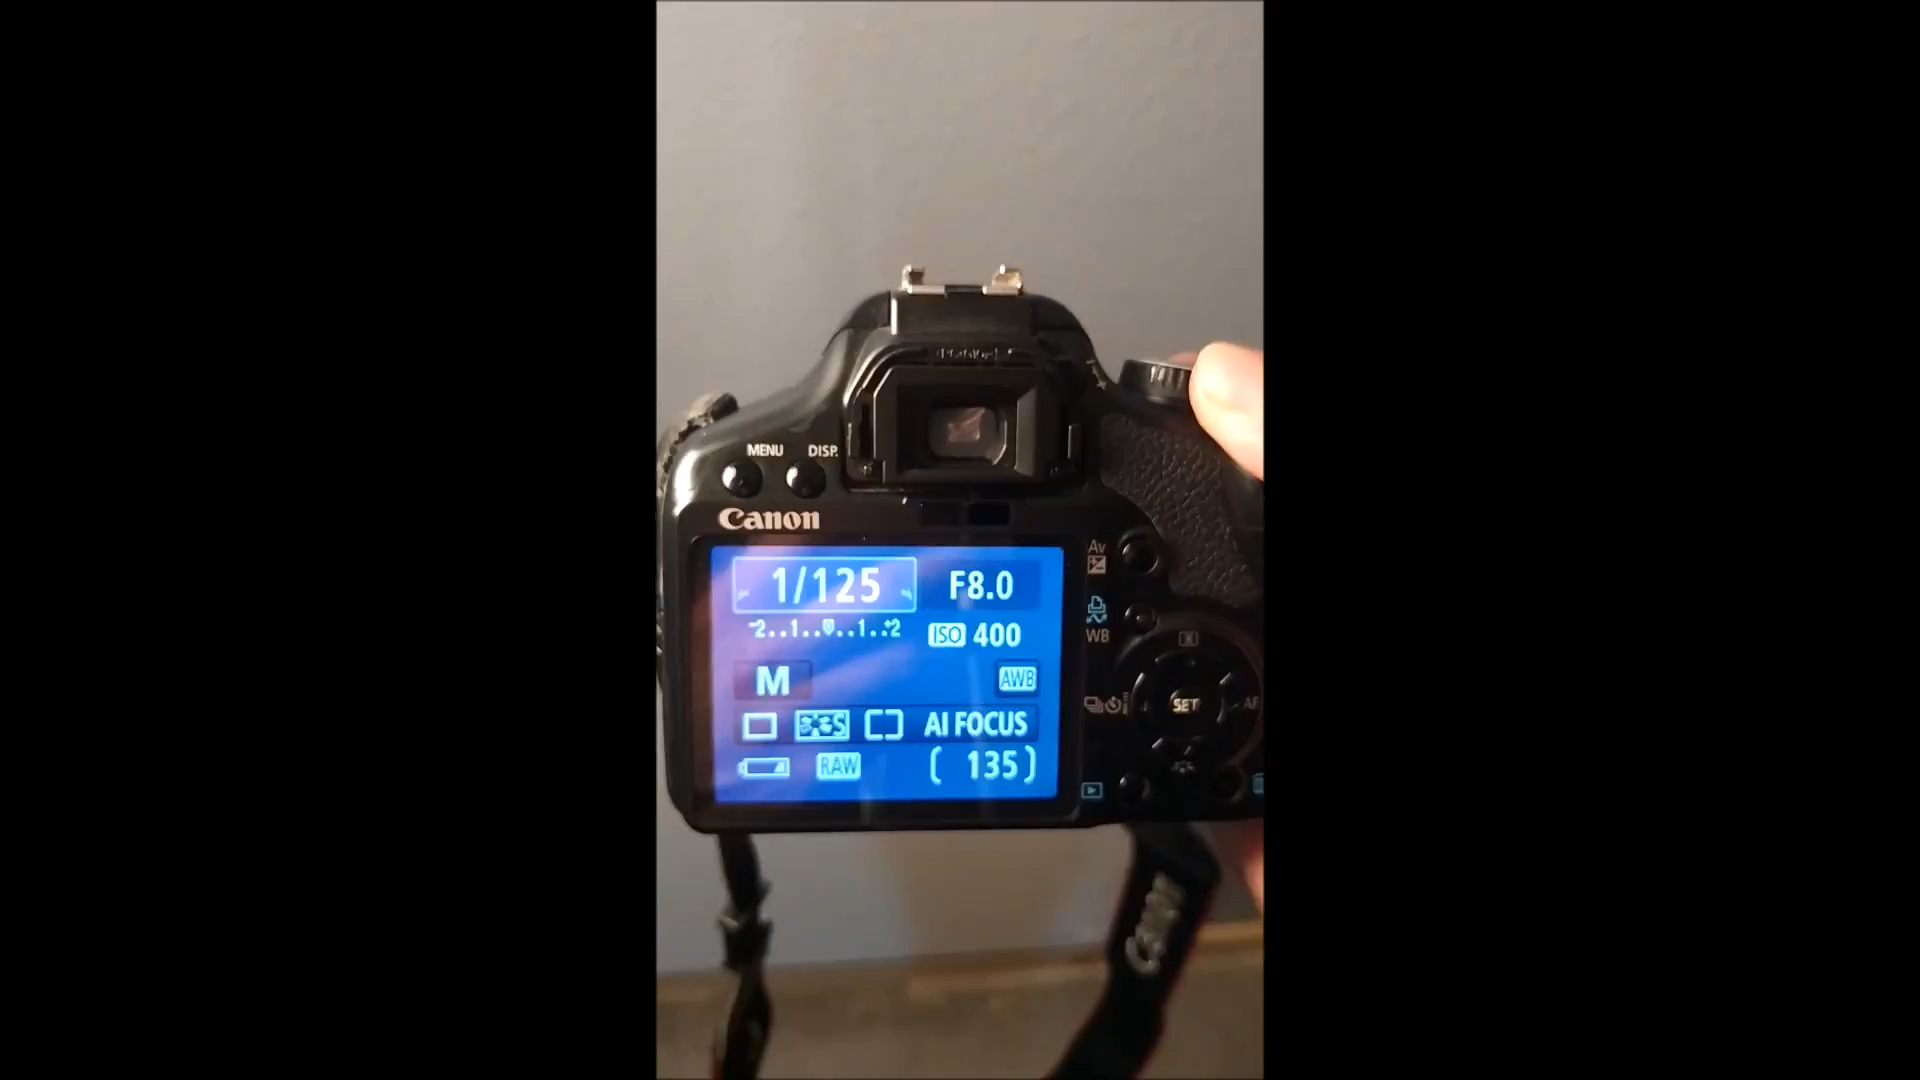 MENU DISP.
Canon
1/125 F8.0
-2..1..0..1..+2
ISO 400
M AWB
S AI FOCUS
RAW [ 135]
Av
WB
SET
AF
Canon